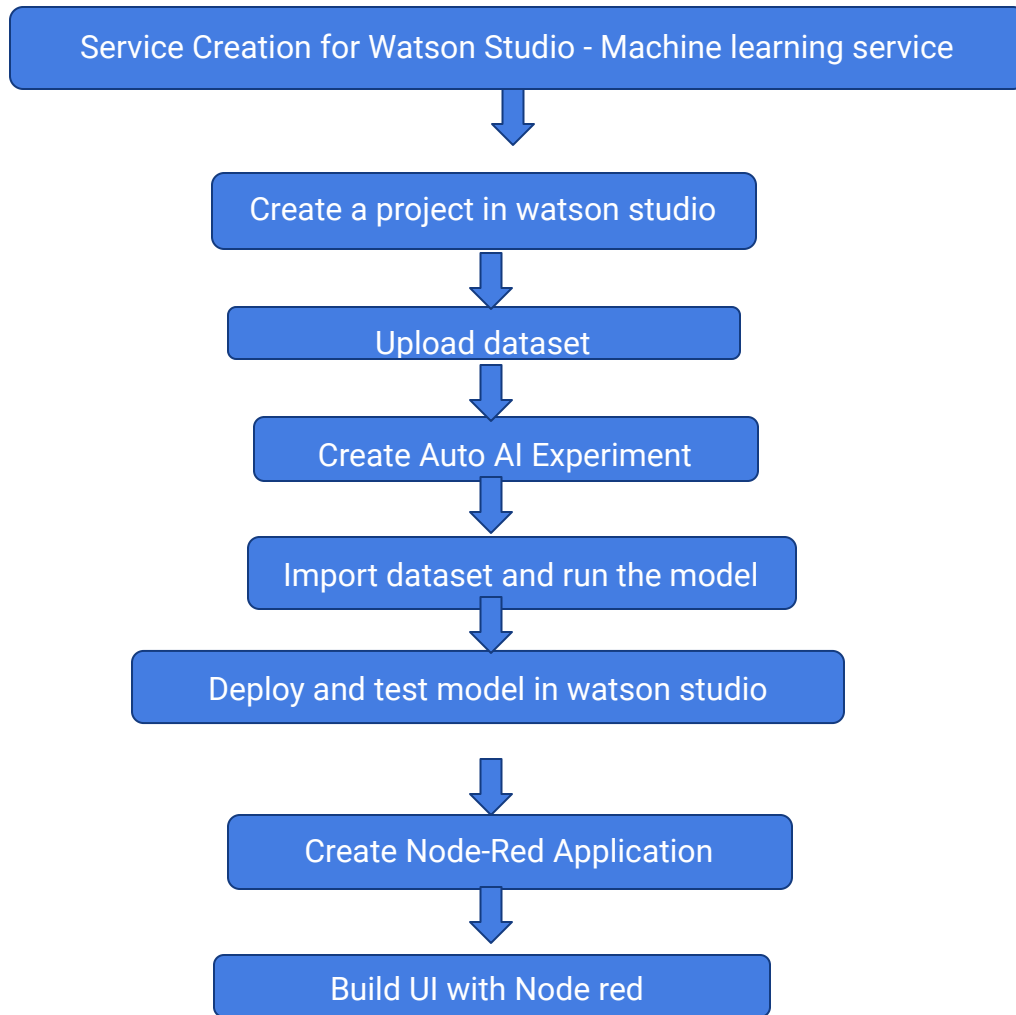 Service Creation for Watson Studio - Machine learning service
Create a project in watson studio
Upload dataset
Create Auto AI Experiment
Import dataset and run the model
Deploy and test model in watson studio
Create Node-Red Application
Build UI with Node red